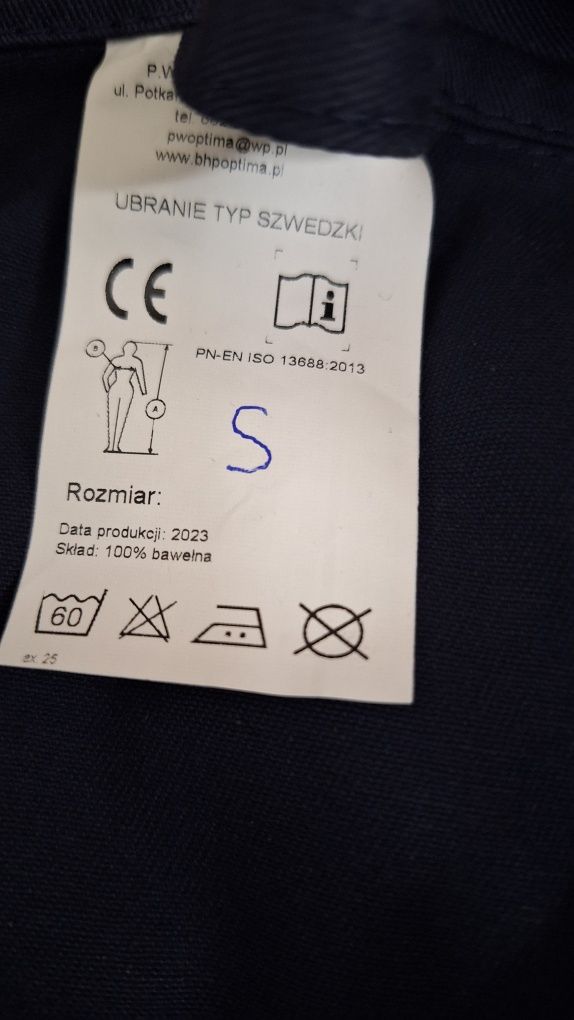 P.W
ul.
tel.
pwoptima@wp.pl
www.bhpoptima.pl
UBRANIE TYP SZWEDZKI
CE
i
PN-EN ISO 13688:2013
B
A
S
Rozmiar:
Data produkcji: 2023
Skład: 100% bawełna
60
ex. 25